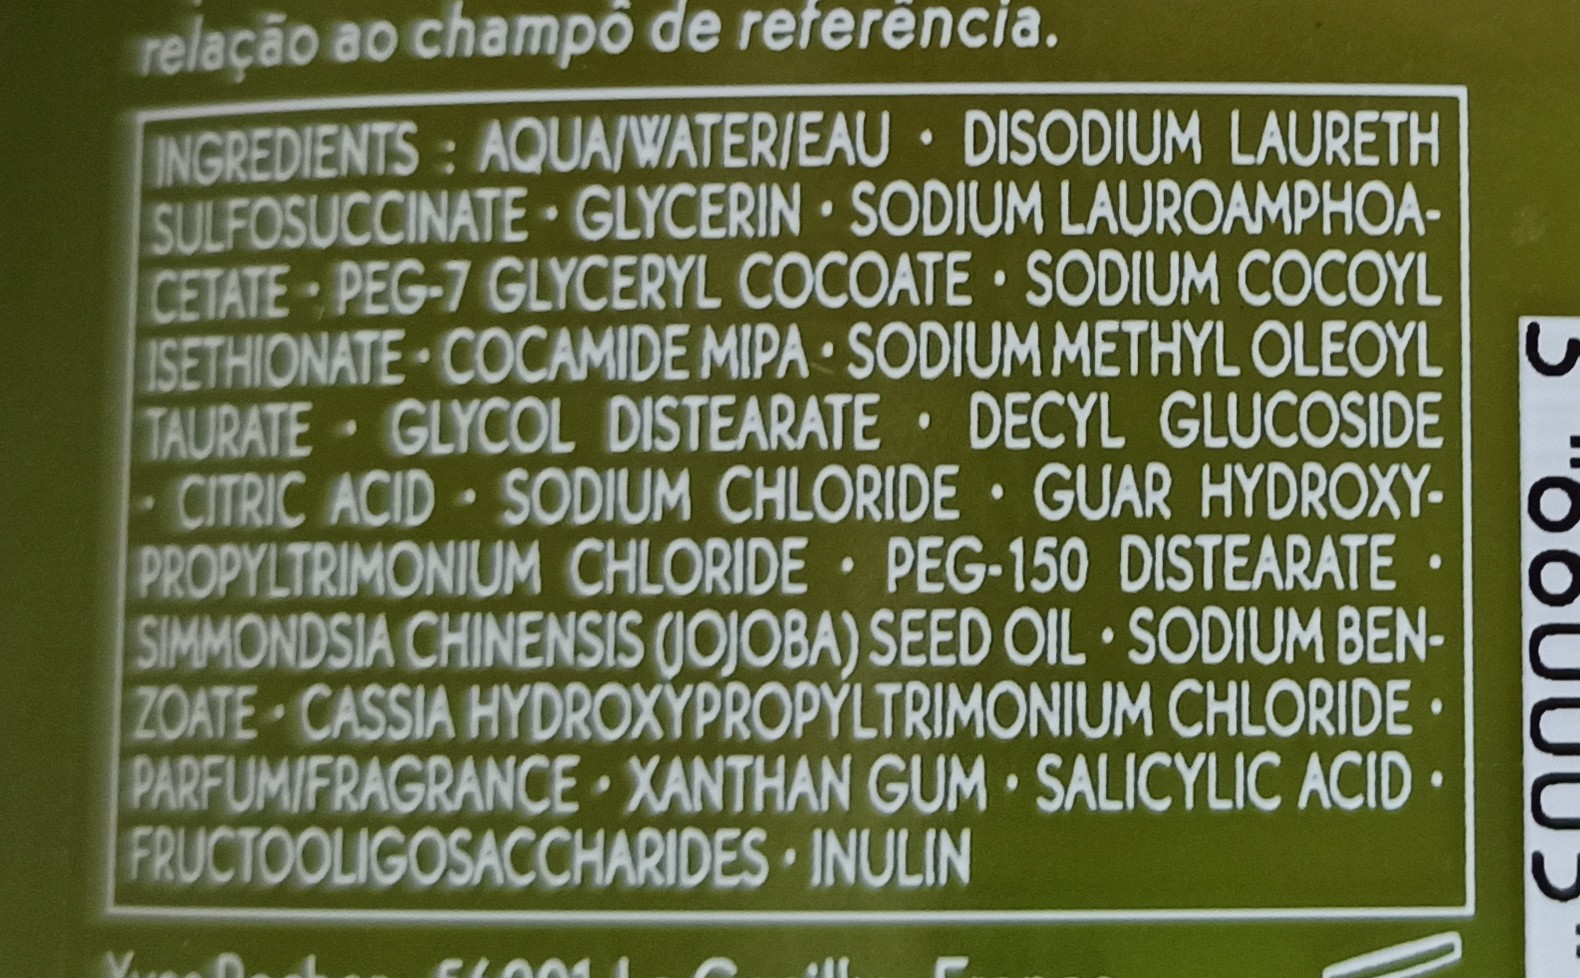 relação ao champô de referência.
INGREDIENTS : AQUA/WATER/EAU · DISODIUM LAURETH
SULFOSUCCINATE · GLYCERIN · SODIUM LAUROAMPHOA-
CETATE · PEG-7 GLYCERYL COCOATE · SODIUM COCOYL
ISETHIONATE · COCAMIDE MIPA · SODIUM METHYL OLEOYL
TAURATE · GLYCOL DISTEARATE · DECYL GLUCOSIDE
· CITRIC ACID · SODIUM CHLORIDE · GUAR HYDROXY-
PROPYLTRIMONIUM CHLORIDE · PEG-150 DISTEARATE ·
SIMMONDSIA CHINENSIS (JOJOBA) SEED OIL · SODIUM BEN-
ZOATE · CASSIA HYDROXYPROPYLTRIMONIUM CHLORIDE ·
PARFUM/FRAGRANCE · XANTHAN GUM · SALICYLIC ACID ·
FRUCTOOLIGOSACCHARIDES · INULIN